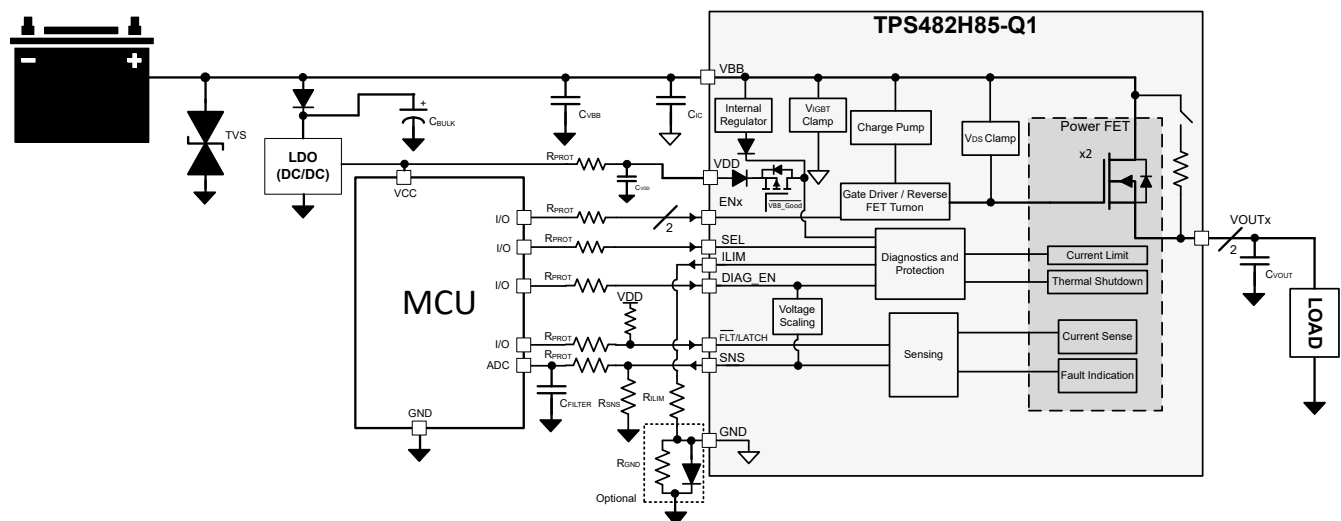 TPS482H85-Q1
VBB
TVS
CBULK
CVBB
CIC
Internal
Regulator
VIGBT
Clamp
Charge Pump
VDS Clamp
Power FET
x2
LDO
(DC/DC)
RPROT
CVDD
VDD
VBB_Good
Gate Driver / Reverse
FET Turnon
VCC
I/O
RPROT
2
ENx
I/O
RPROT
SEL
ILIM
I/O
RPROT
DIAG_EN
Diagnostics and
Protection
Current Limit
Thermal Shutdown
VOUTx
2
CVOUT
LOAD
MCU
VDD
Voltage
Scaling
I/O
RPROT
FLT/LATCH
ADC
RPROT
SNS
Sensing
Current Sense
Fault Indication
CFILTER
RSNS
RILIM
GND
GND
RGND
Optional